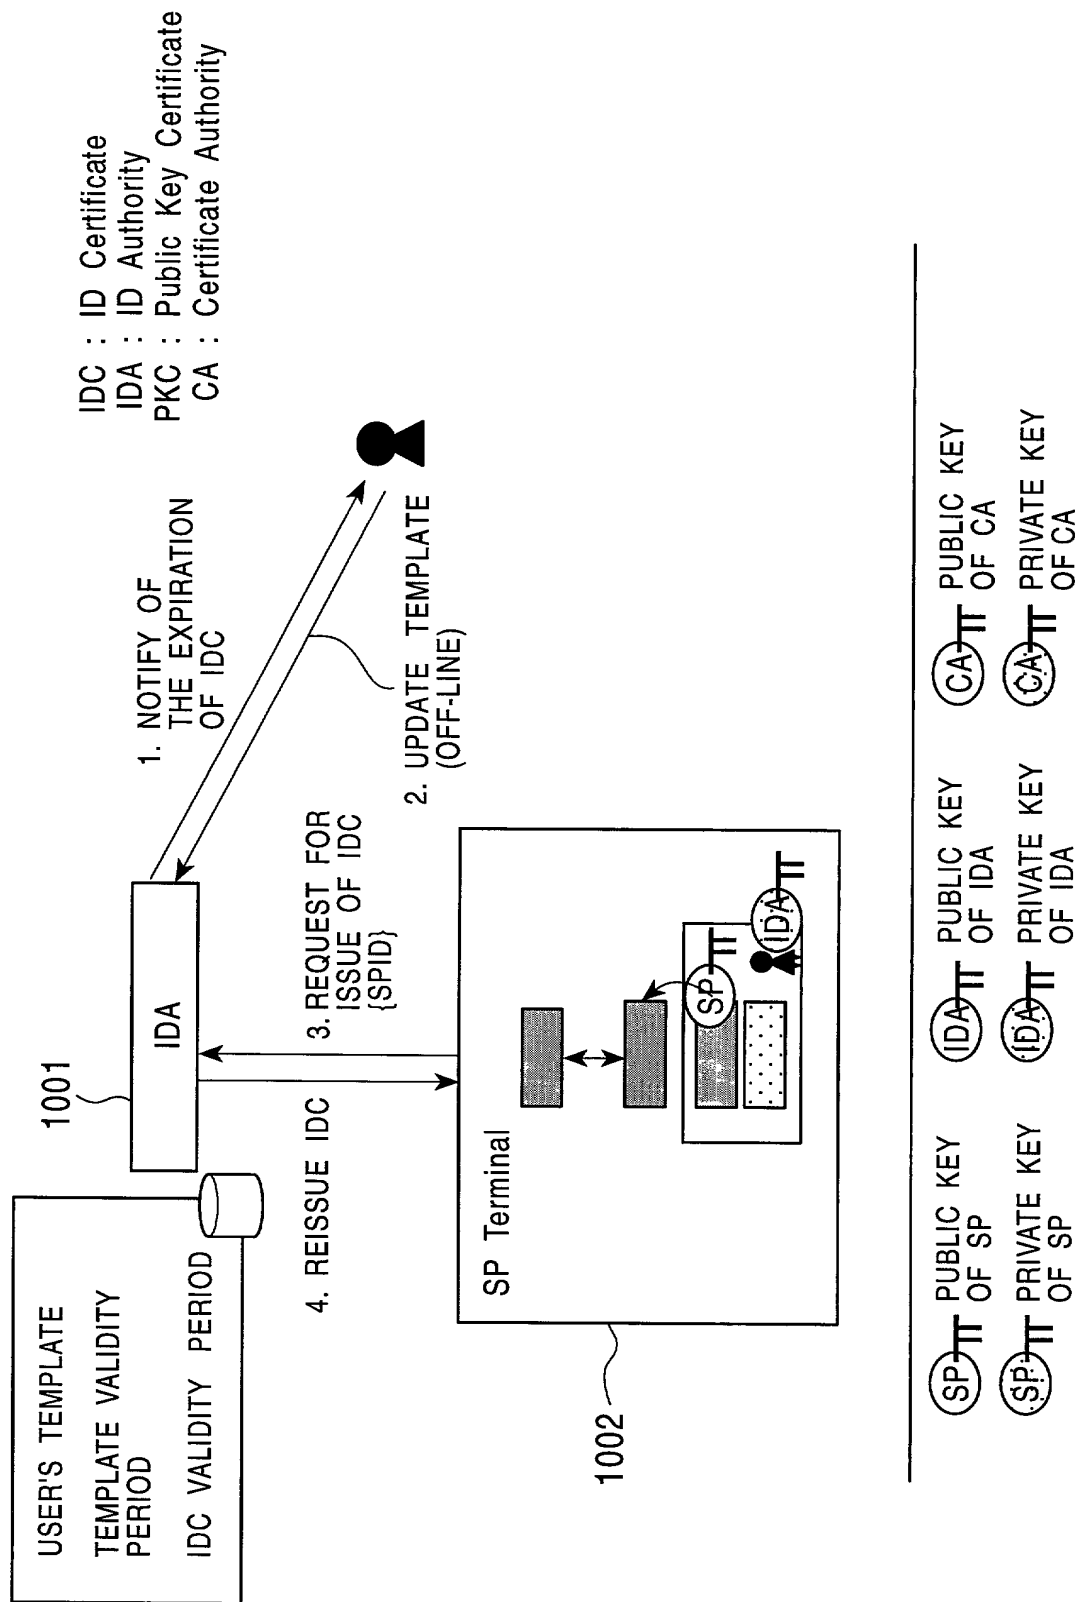 IDC : ID Certificate
IDA : ID Authority
PKC : Public Key Certificate
CA : Certificate Authority
1. NOTIFY OF
THE EXPIRATION
OF IDC
2. UPDATE TEMPLATE
(OFF-LINE)
1001
IDA
USER'S TEMPLATE
TEMPLATE VALIDITY
PERIOD
IDC VALIDITY PERIOD
3. REQUEST FOR
ISSUE OF IDC
{SPID}
4. REISSUE IDC
SP Terminal
SP
IDA
1002
SP PUBLIC KEY
OF SP
IDA PUBLIC KEY
OF IDA
CA PUBLIC KEY
OF CA
SP PRIVATE KEY
OF SP
IDA PRIVATE KEY
OF IDA
CA PRIVATE KEY
OF CA